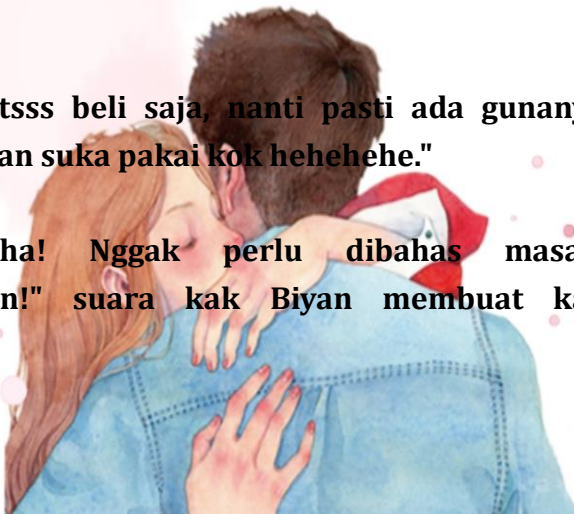 tsss beli saja, nanti pasti ada guna
an suka pakai kok hehehehe."
ha! Nggak perlu dibahas masa
n!" suara kak Biyan membuat ka